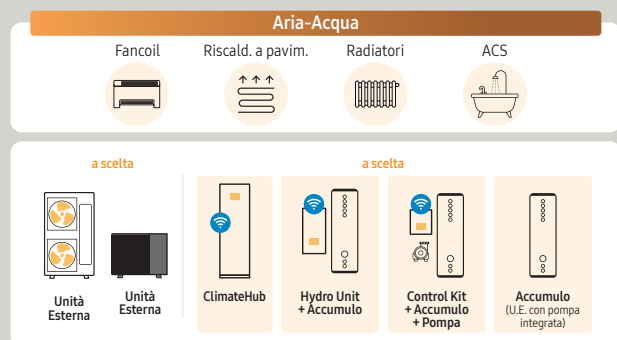 Aria-Acqua
Fancoil
Riscald. a pavim.
Radiatori
ACS
a scelta
a scelta
Unità
Esterna
Unità
Esterna
ClimateHub
Hydro Unit
+ Accumulo
Control Kit
+ Accumulo
+ Pompa
Accumulo
(U.E. con pompa
integrata)